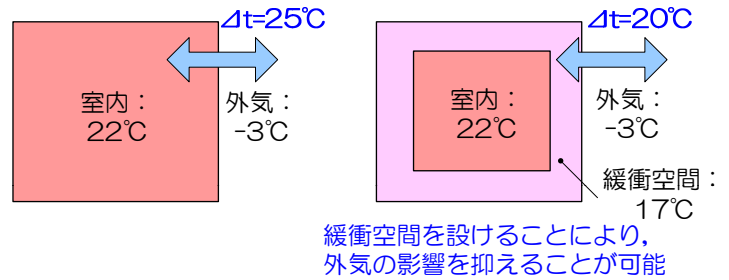 ⊿t=25℃
室内：
22℃
外気：
-3℃
⊿t=20℃
室内：
22℃
外気：
-3℃
緩衝空間：
17℃
緩衝空間を設けることにより，
外気の影響を抑えることが可能